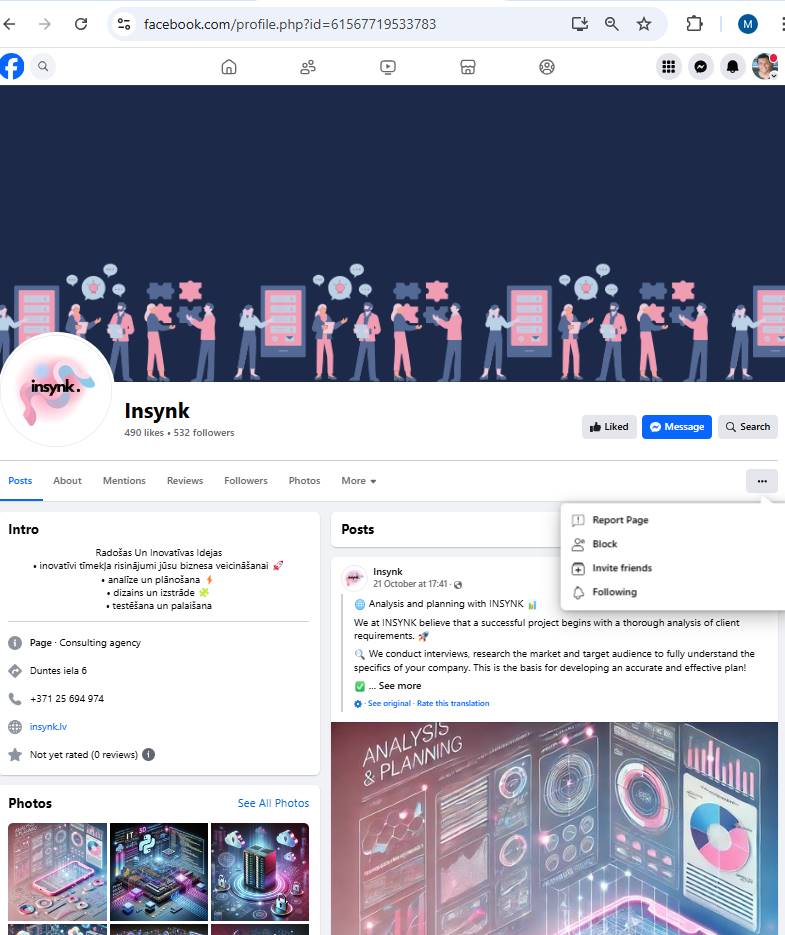 facebook.com/profile.php?id=61567719533783
M
insynk.
Insynk
490 likes • 532 followers
Liked
Message
Search
Posts
About
Mentions
Reviews
Followers
Photos
More
Report Page
Block
Invite friends
Following
Intro
Radošas Un Inovatīvas Idejas
• inovatīvi tīmekļa risinājumi jūsu biznesa veicināšanai 🚀
• analīze un plānošana ⚡
• dizains un izstrāde 🧩
• testēšana un palaišana
Page · Consulting agency
Duntes iela 6
+371 25 694 974
insynk.lv
Not yet rated (0 reviews)
Photos
See All Photos
ANALYSIS
& PLANNING
IT
Posts
Insynk
21 October at 17:41 ·
🌐 Analysis and planning with INSYNK 📊
We at INSYNK believe that a successful project begins with a thorough analysis of client
requirements. 🚀
🔍 We conduct interviews, research the market and target audience to fully understand the
specifics of your company. This is the basis for developing an accurate and effective plan!
✅ ... See more
· See original · Rate this translation
ANALYSIS
& PLANNING